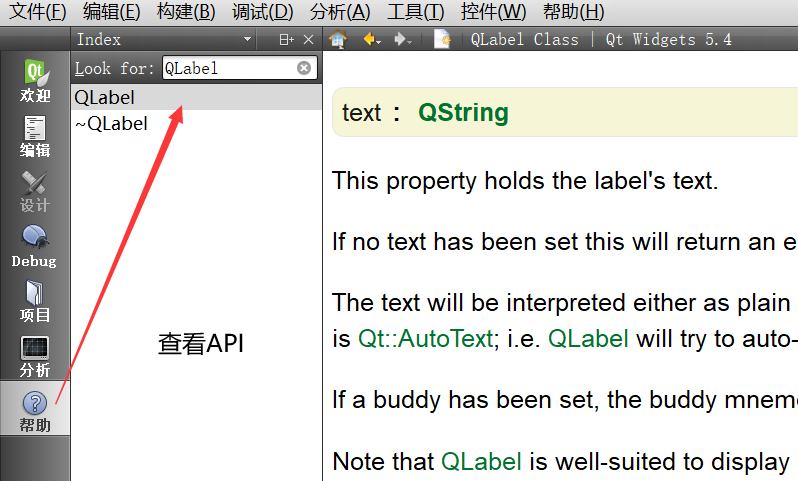 文件(F) 编辑(E) 构建(B) 调试(D) 分析(A) 工具(T) 控件(W) 帮助(H)
Index
QLabel Class | Qt Widgets 5.4
Look for: QLabel
QLabel
~QLabel
Qt
欢迎
编辑
设计
Debug
项目
分析
帮助
查看API
text : QString
This property holds the label's text.
If no text has been set this will return an e
The text will be interpreted either as plain
is Qt::AutoText; i.e. QLabel will try to auto-
If a buddy has been set, the buddy mnem
Note that QLabel is well-suited to display